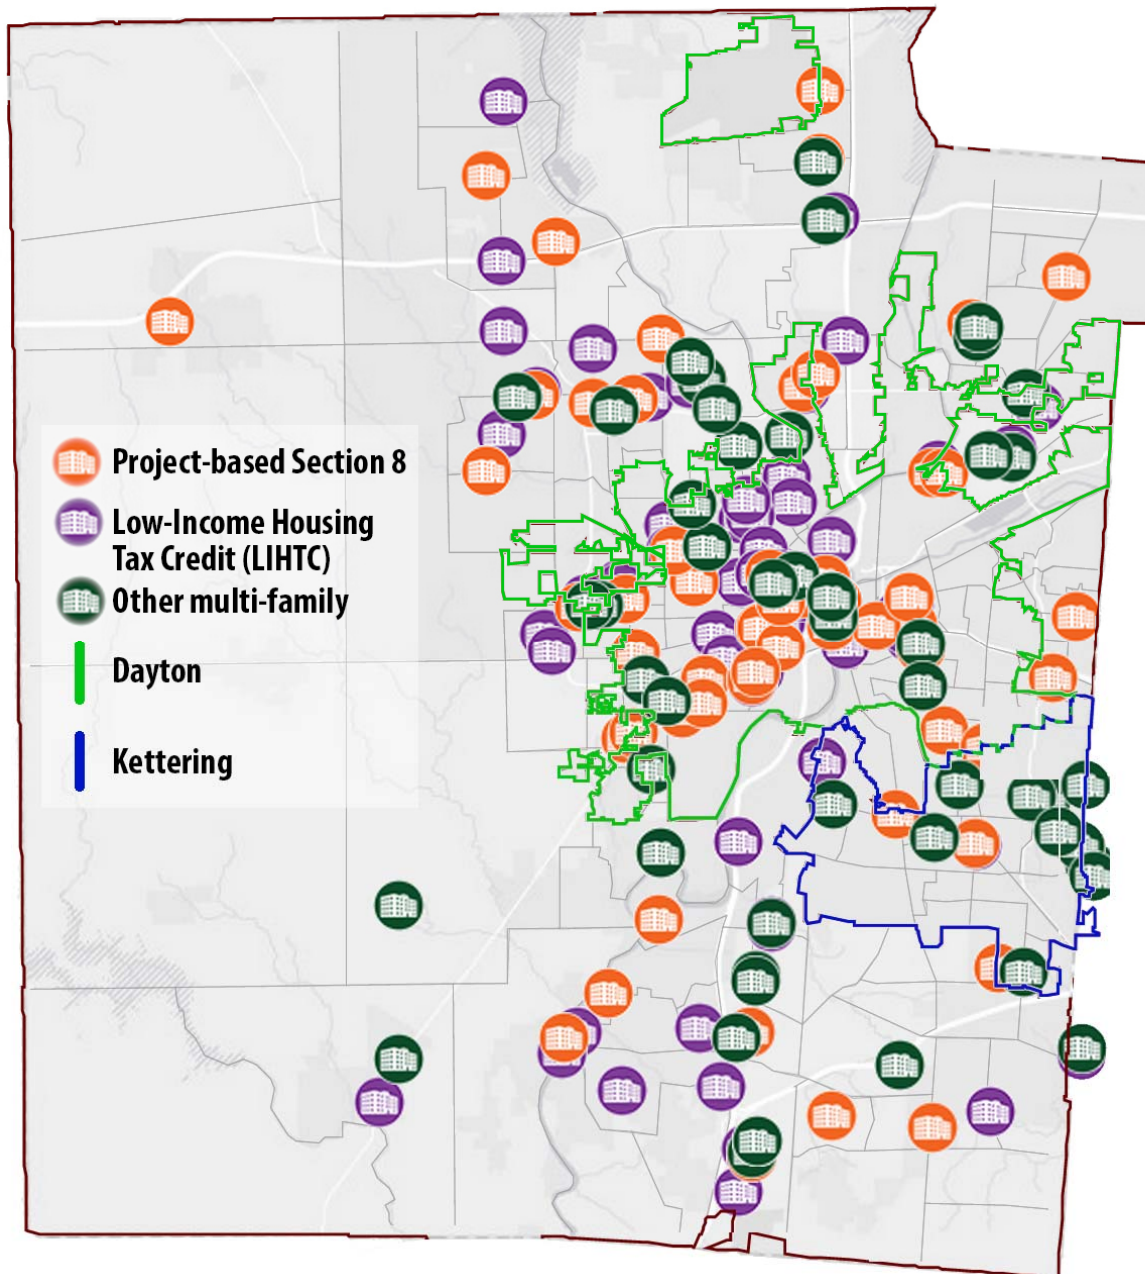 Project-based Section 8
Low-Income Housing
Tax Credit (LIHTC)
Other multi-family
Dayton
Kettering